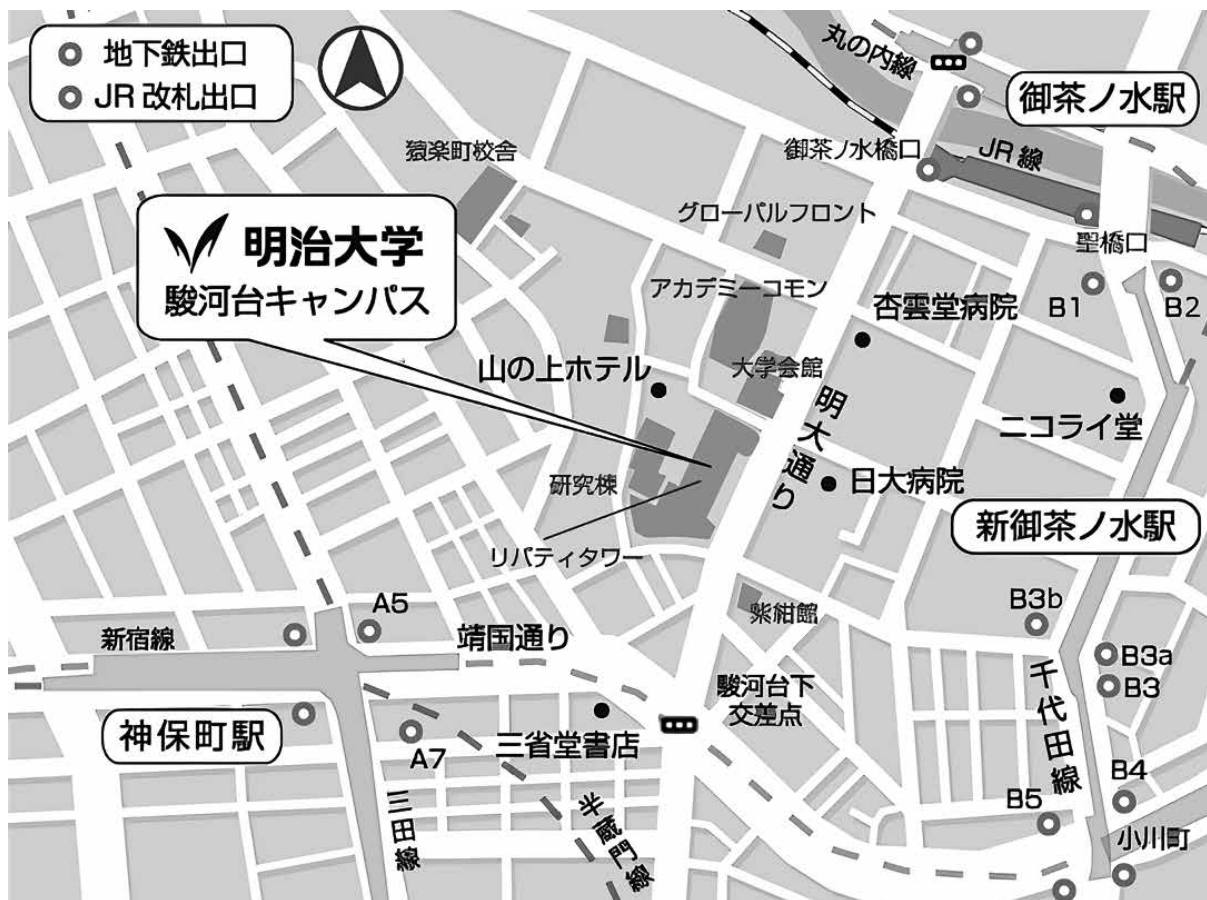 地下鉄出口
JR改札出口
丸の内線
御茶ノ水駅
猿楽町校舎
御茶ノ水橋口
JR線
グローバルフロント
聖橋口
明治大学
駿河台キャンパス
アカデミーコモン
杏雲堂病院
B1
B2
山の上ホテル
大学会館
明大通り
ニコライ堂
研究棟
日大病院
新御茶ノ水駅
リバティタワー
A5
紫紺館
B3b
新宿線
靖国通り
B3a
B3
駿河台下
交差点
千代田線
神保町駅
A7
三省堂書店
三田線
半蔵門線
B4
B5
小川町